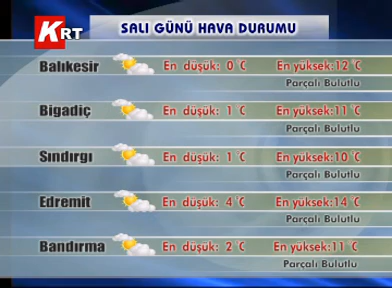 KRT
SALI GÜNÜ HAVA DURUMU
Balıkesir En düşük: 0 °C En yüksek:12 °C
Parçalı Bulutlu
Bigadiç En düşük: 1 °C En yüksek:11 °C
Parçalı Bulutlu
Sındırgı En düşük: 1 °C En yüksek:10 °C
Parçalı Bulutlu
Edremit En düşük: 4 °C En yüksek:14 °C
Parçalı Bulutlu
Bandırma En düşük: 2 °C En yüksek:11 °C
Parçalı Bulutlu